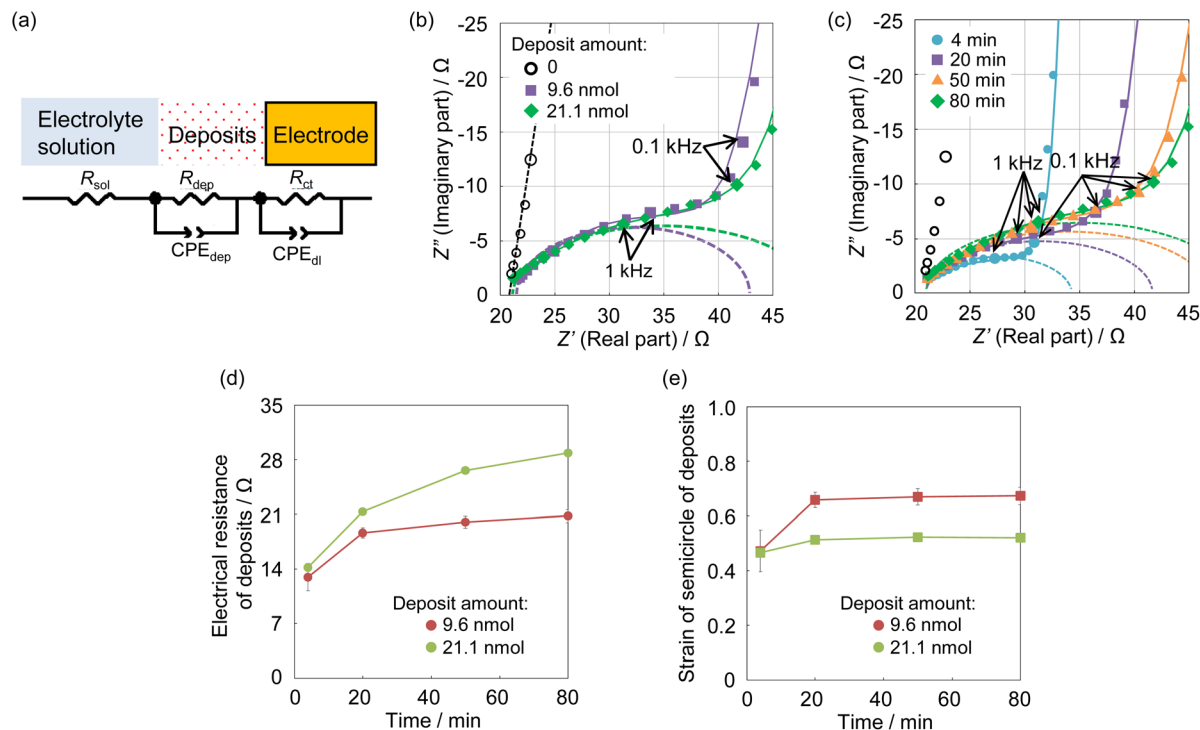 (a)
Electrolyte
solution
Deposits
Electrode
Rsol
Rdep
Rct
CPEdep
CPEdl
(b)
Z″ (Imaginary part) / Ω
-25
-20
-15
-10
-5
0
Deposit amount:
0
9.6 nmol
21.1 nmol
0.1 kHz
1 kHz
20 25 30 35 40 45
Z′ (Real part) / Ω
(c)
Z″ (Imaginary part) / Ω
-25
-20
-15
-10
-5
0
4 min
20 min
50 min
80 min
1 kHz
0.1 kHz
20 25 30 35 40 45
Z′ (Real part) / Ω
(d)
Electrical resistance
of deposits / Ω
35
28
21
14
7
0
Deposit amount:
9.6 nmol
21.1 nmol
0 20 40 60 80
Time / min
(e)
Strain of semicircle of deposits
1.0
0.8
0.6
0.4
0.2
0
Deposit amount:
9.6 nmol
21.1 nmol
0 20 40 60 80
Time / min